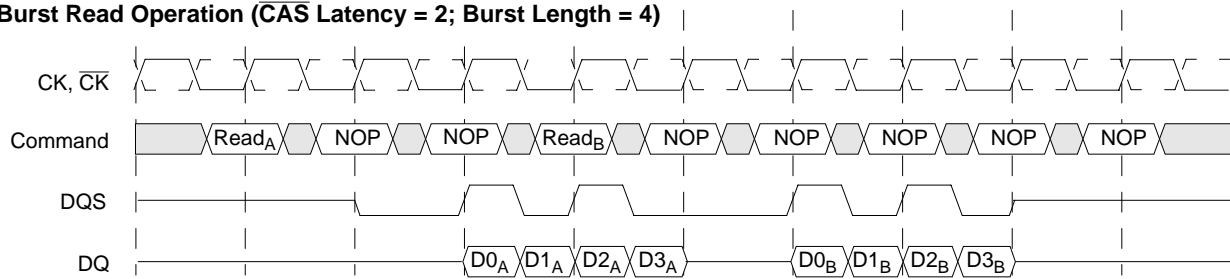 Burst Read Operation (CAS Latency = 2; Burst Length = 4)
CK, CK
Command ReadA NOP NOP ReadB NOP NOP NOP NOP NOP
DQS
DQ D0A D1A D2A D3A D0B D1B D2B D3B